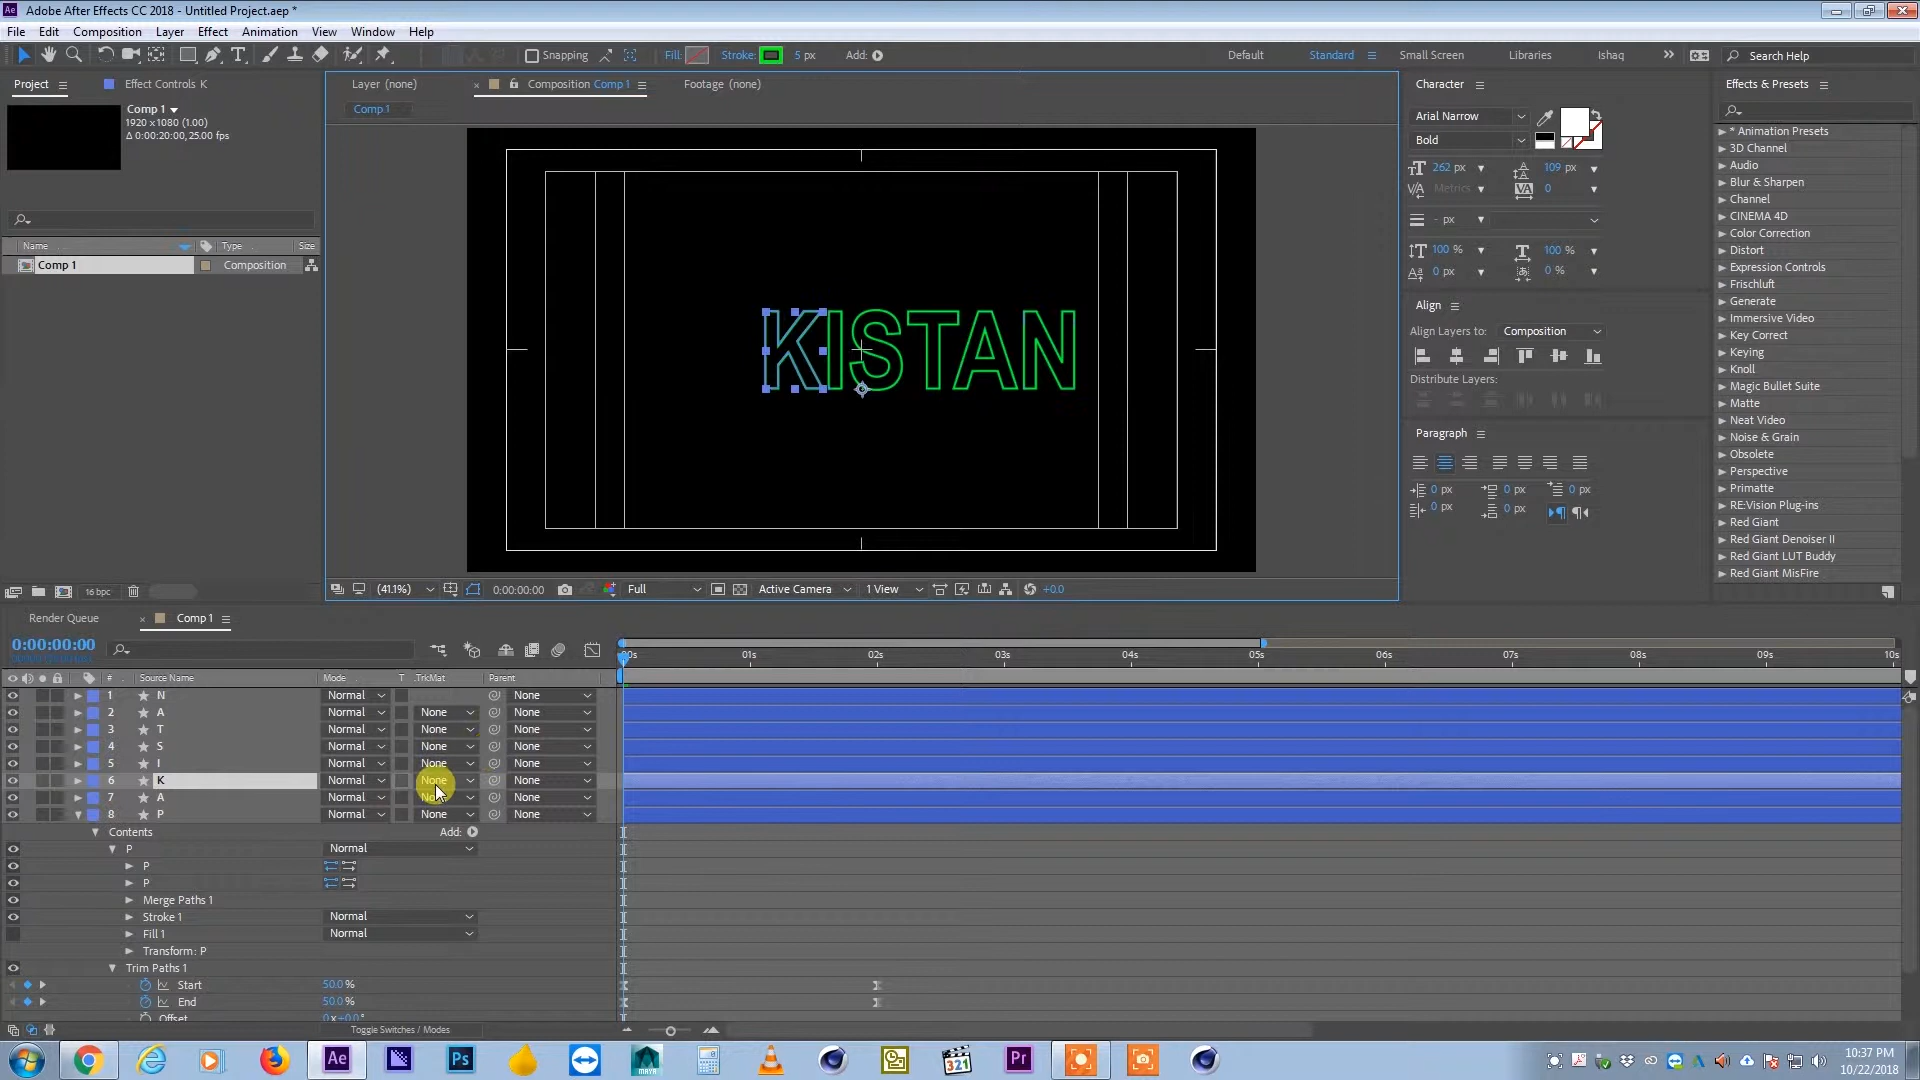 Adobe After Effects CC 2018 - Untitled Project.aep *
File Edit Composition Layer Effect Animation View Window Help
Snapping Fill: Stroke: 5 px Add: Default Standard Small Screen Libraries Ishaq Search Help
Project Effect Controls K Layer (none) Composition Comp 1 Footage (none) Character Effects & Presets
Comp 1
1920 x1080 (1.00)
Δ 0:00:20:00, 25.00 fps
Name Type Size
Comp 1 Composition
16 bpc
Comp 1
KISTAN
(41.1%) 0:00:00:00 Full Active Camera 1 View +0.0
Arial Narrow
Bold
262 px 109 px
Metrics 0
- px
100 % 100 %
0 px 0 %
Align
Align Layers to: Composition
Distribute Layers:
Paragraph
0 px 0 px 0 px
0 px 0 px
* Animation Presets
3D Channel
Audio
Blur & Sharpen
Channel
CINEMA 4D
Color Correction
Distort
Expression Controls
Frischluft
Generate
Immersive Video
Key Correct
Keying
Knoll
Magic Bullet Suite
Matte
Neat Video
Noise & Grain
Obsolete
Perspective
Primatte
RE:Vision Plug-ins
Red Giant
Red Giant Denoiser II
Red Giant LUT Buddy
Red Giant MisFire
Render Queue Comp 1
0:00:00:00
01s 02s 03s 04s 05s 06s 07s 08s 09s 10s
# Source Name Mode T .TrkMat Parent
1 N Normal None
2 A Normal None None
3 T Normal None None
4 S Normal None None
5 I Normal None None
6 K Normal None None
7 A Normal None
8 P Normal None None
Contents Add:
P Normal
P
P
Merge Paths 1
Stroke 1 Normal
Fill 1 Normal
Transform: P
Trim Paths 1
Start 50.0 %
End 50.0 %
Offset 0 x +0.0°
Toggle Switches / Modes
10:37 PM
10/22/2018